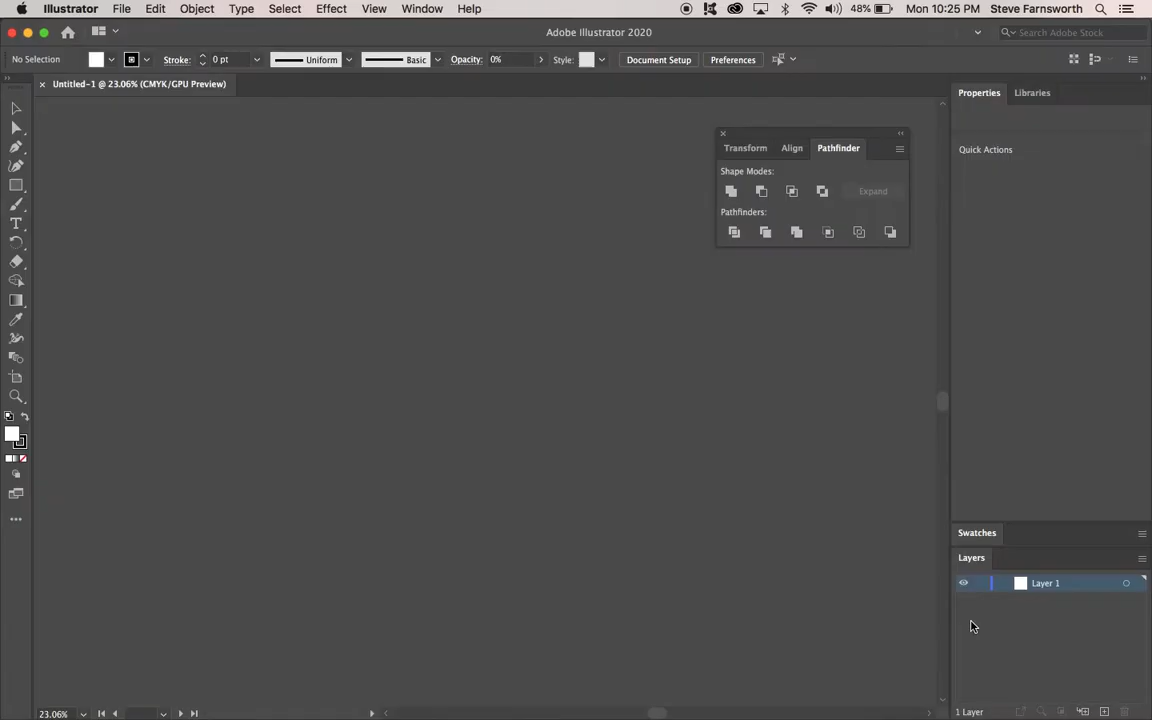 Illustrator File Edit Object Type Select Effect View Window Help 48% Mon 10:25 PM Steve Farnsworth
Adobe Illustrator 2020 Search Adobe Stock
No Selection Stroke: 0 pt Uniform Basic Opacity: 0% Style: Document Setup Preferences
Untitled-1 @ 23.06% (CMYK/GPU Preview)
Properties Libraries
Quick Actions
Transform Align Pathfinder
Shape Modes:
Expand
Pathfinders:
Swatches
Layers
Layer 1
23.06% 1 Layer